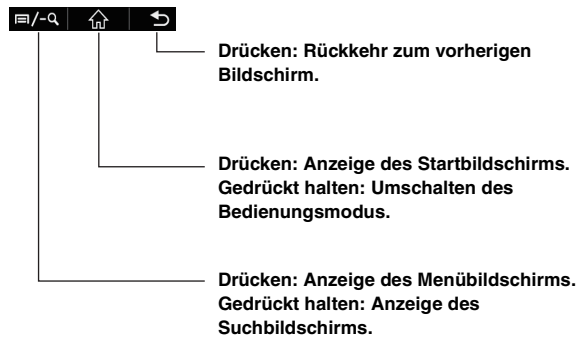 Drücken: Rückkehr zum vorherigen
Bildschirm.
Drücken: Anzeige des Startbildschirms.
Gedrückt halten: Umschalten des
Bedienungsmodus.
Drücken: Anzeige des Menübildschirms.
Gedrückt halten: Anzeige des
Suchbildschirms.